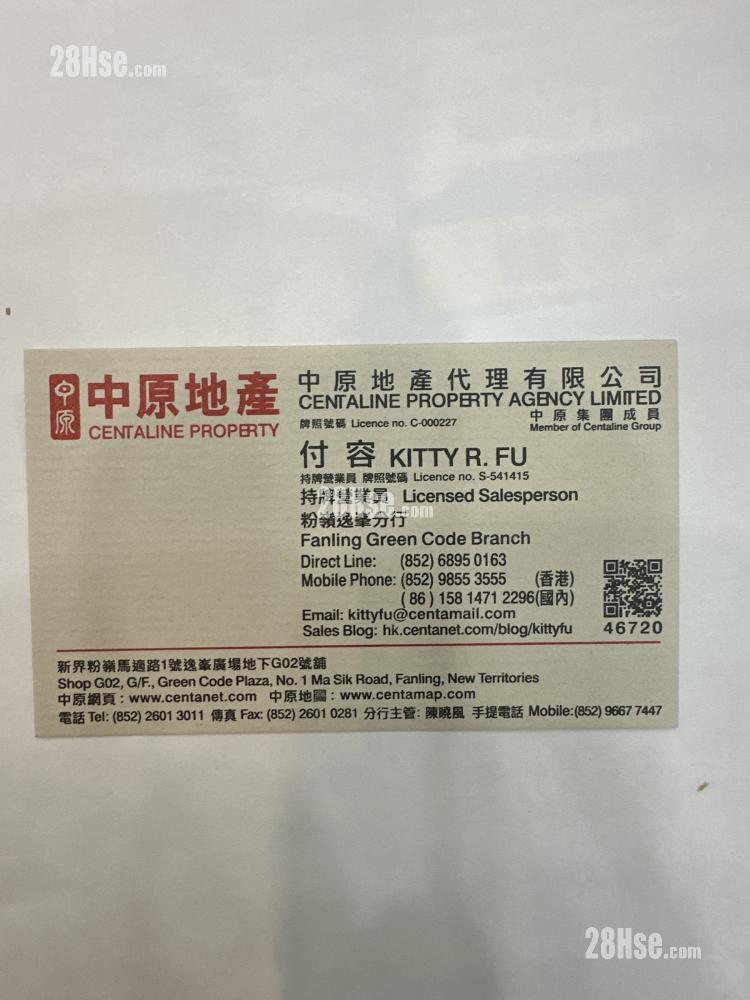 28Hse.com
中原
中原地產
CENTALINE PROPERTY
中原地產代理有限公司
CENTALINE PROPERTY AGENCY LIMITED
牌照號碼 Licence no. C-000227
中原集團成員
Member of Centaline Group
付容 KITTY R. FU
持牌營業員 牌照號碼 Licence no. S-541415
持牌營業員 Licensed Salesperson
28Hse.com
粉嶺逸峯分行
Fanling Green Code Branch
Direct Line: (852) 6895 0163
Mobile Phone: (852) 9855 3555 (香港)
( 86 ) 158 1471 2296(國內)
Email: kittyfu@centamail.com
Sales Blog: hk.centanet.com/blog/kittyfu
46720
新界粉嶺馬適路1號逸峯廣場地下G02號舖
Shop G02, G/F., Green Code Plaza, No. 1 Ma Sik Road, Fanling, New Territories
中原網頁 : www.centanet.com 中原地圖 : www.centamap.com
電話 Tel: (852) 2601 3011 傳真 Fax: (852) 2601 0281 分行主管: 陳曉風 手提電話 Mobile:(852) 9667 7447
28Hse.com